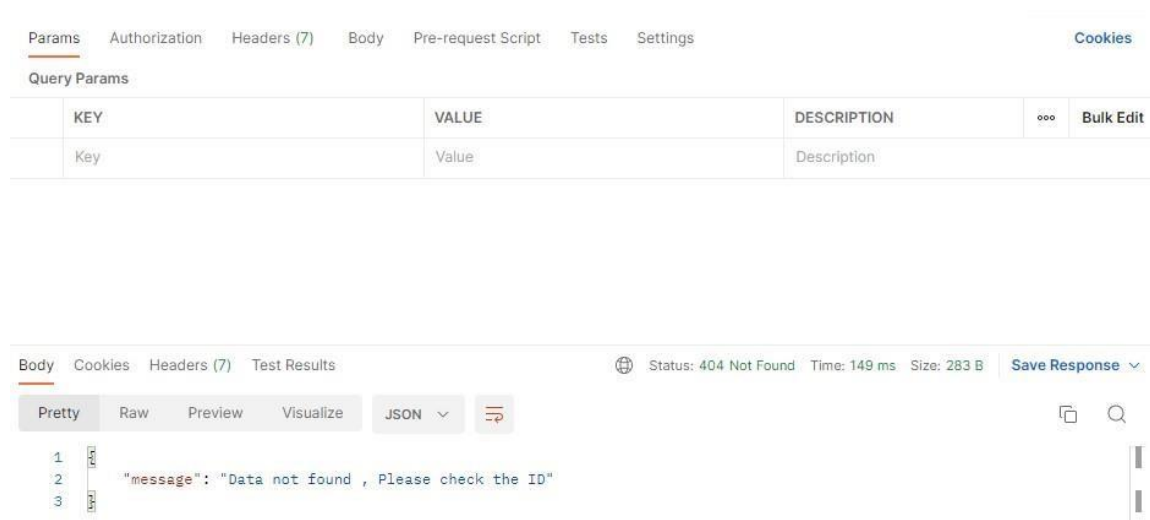 Params Authorization Headers (7) Body Pre-request Script Tests Settings Cookies
Query Params
KEY VALUE DESCRIPTION ooo Bulk Edit
Key Value Description
Body Cookies Headers (7) Test Results Status: 404 Not Found Time: 149 ms Size: 283 B Save Response
Pretty Raw Preview Visualize JSON
1 {
2 "message": "Data not found , Please check the ID"
3 }